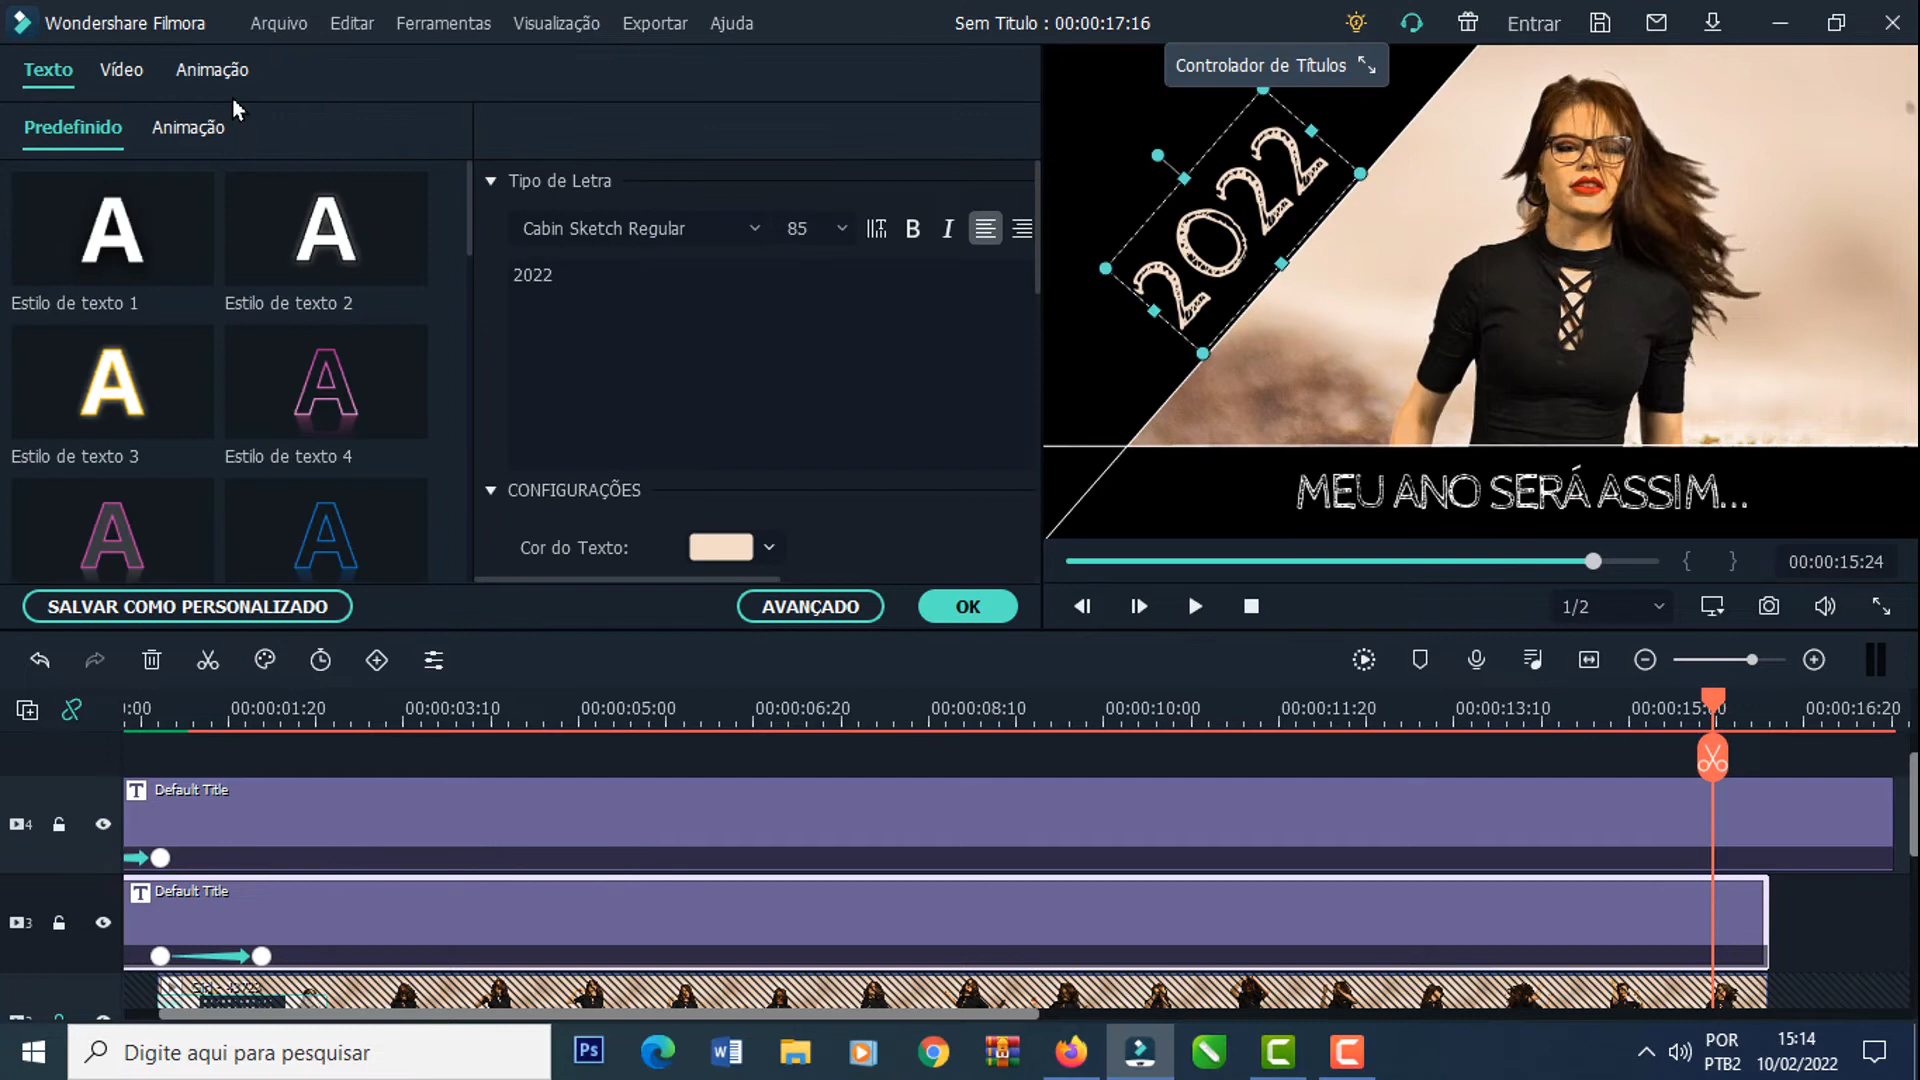 Wondershare Filmora
Arquivo
Editar
Ferramentas
Visualização
Exportar
Ajuda
Sem Titulo : 00:00:17:16
Entrar
Texto
Vídeo
Animação
Controlador de Títulos
Predefinido
Animação
Estilo de texto 1
Estilo de texto 2
Estilo de texto 3
Estilo de texto 4
Tipo de Letra
Cabin Sketch Regular
85
B
I
2022
CONFIGURAÇÕES
Cor do Texto:
SALVAR COMO PERSONALIZADO
AVANÇADO
OK
2022
MEU ANO SERÁ ASSIM...
00:00:15:24
1/2
00:00:01:20
00:00:03:10
00:00:05:00
00:00:06:20
00:00:08:10
00:00:10:00
00:00:11:20
00:00:13:10
00:00:16:20
Default Title
4
Default Title
3
Digite aqui para pesquisar
Ps
POR
PTB2
15:14
10/02/2022